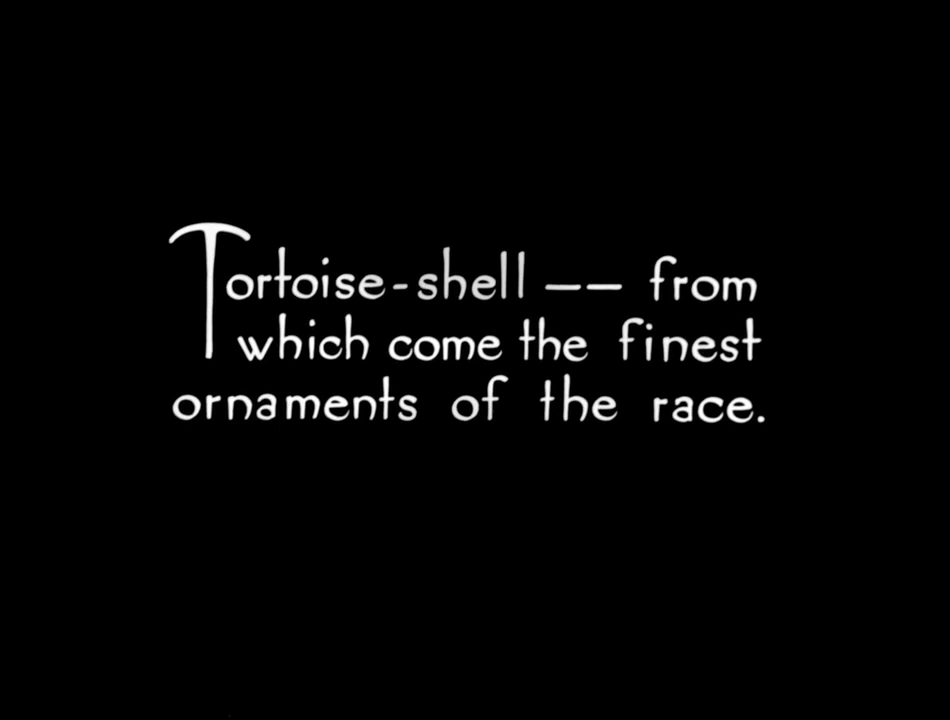 Tortoise-shell —— from
which come the finest
ornaments of the race.